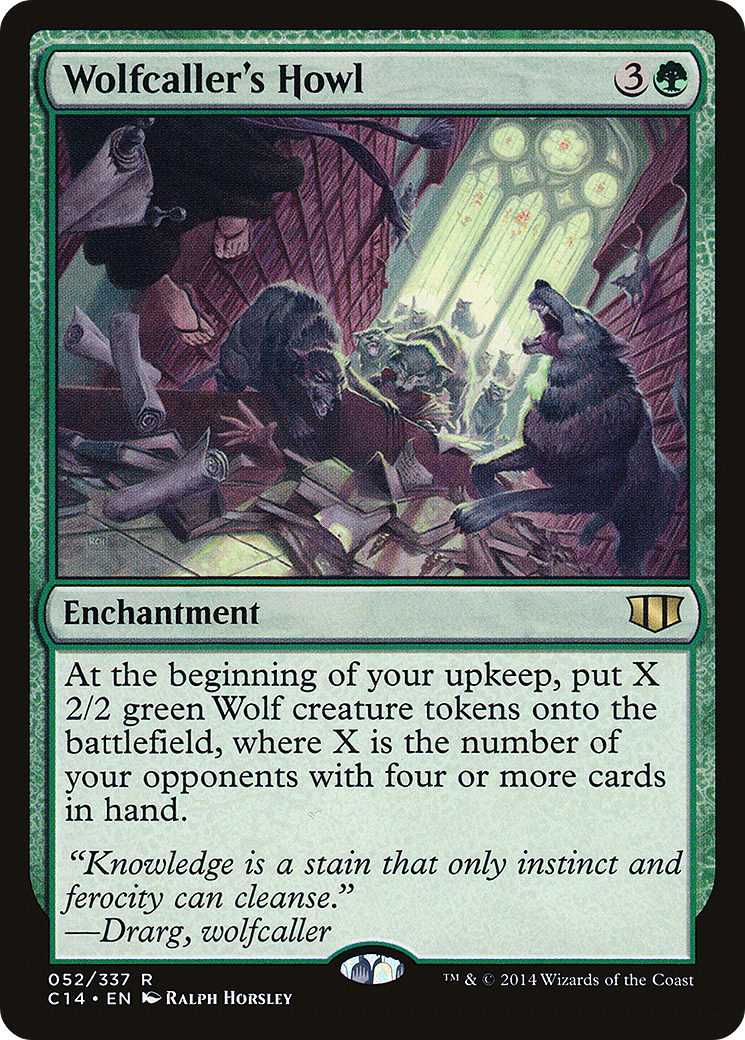 Wolfcaller's Howl 3
Enchantment
At the beginning of your upkeep, put X
2/2 green Wolf creature tokens onto the
battlefield, where X is the number of
your opponents with four or more cards
in hand.
“Knowledge is a stain that only instinct and
ferocity can cleanse.”
—Drarg, wolfcaller
052/337 R
™ & © 2014 Wizards of the Coast
C14 • EN Ralph Horsley